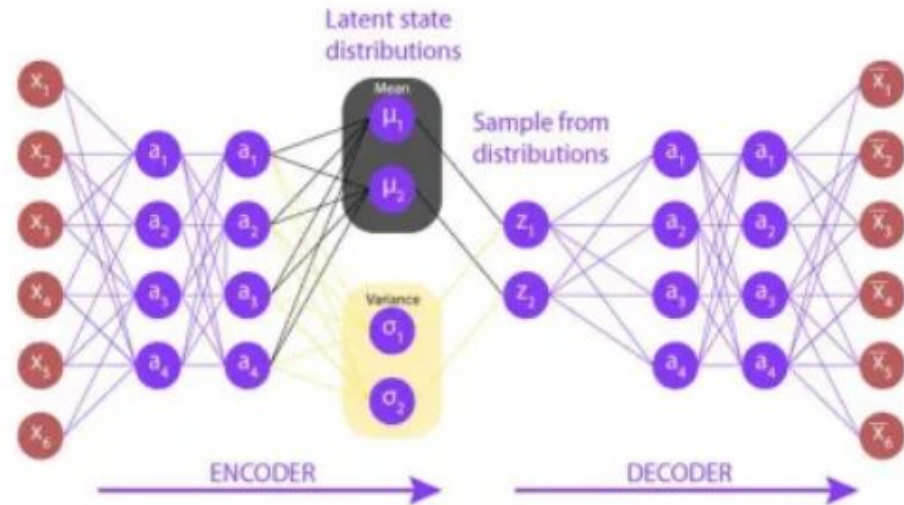 Latent state
distributions
Mean
μ₁
μ₂
Sample from
distributions
Variance
σ₁
σ₂
x₁
x₂
x₃
x₄
x₅
x₆
a₁
a₂
a₃
a₄
a₁
a₂
a₃
a₄
z₁
z₂
a₁
a₂
a₃
a₄
a₁
a₂
a₃
a₄
x̅₁
x̅₂
x̅₃
x̅₄
x̅₅
x̅₆
ENCODER
DECODER